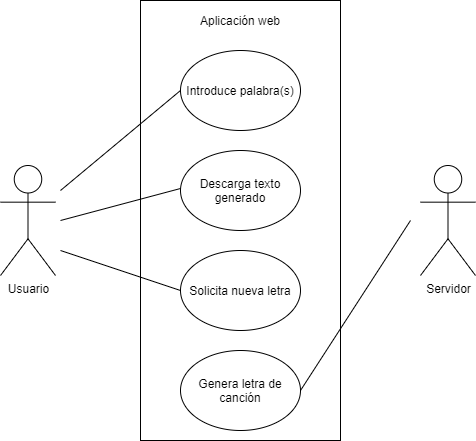 Aplicación web
Introduce palabra(s)
Descarga texto
generado
Solicita nueva letra
Genera letra de
canción
Usuario
Servidor